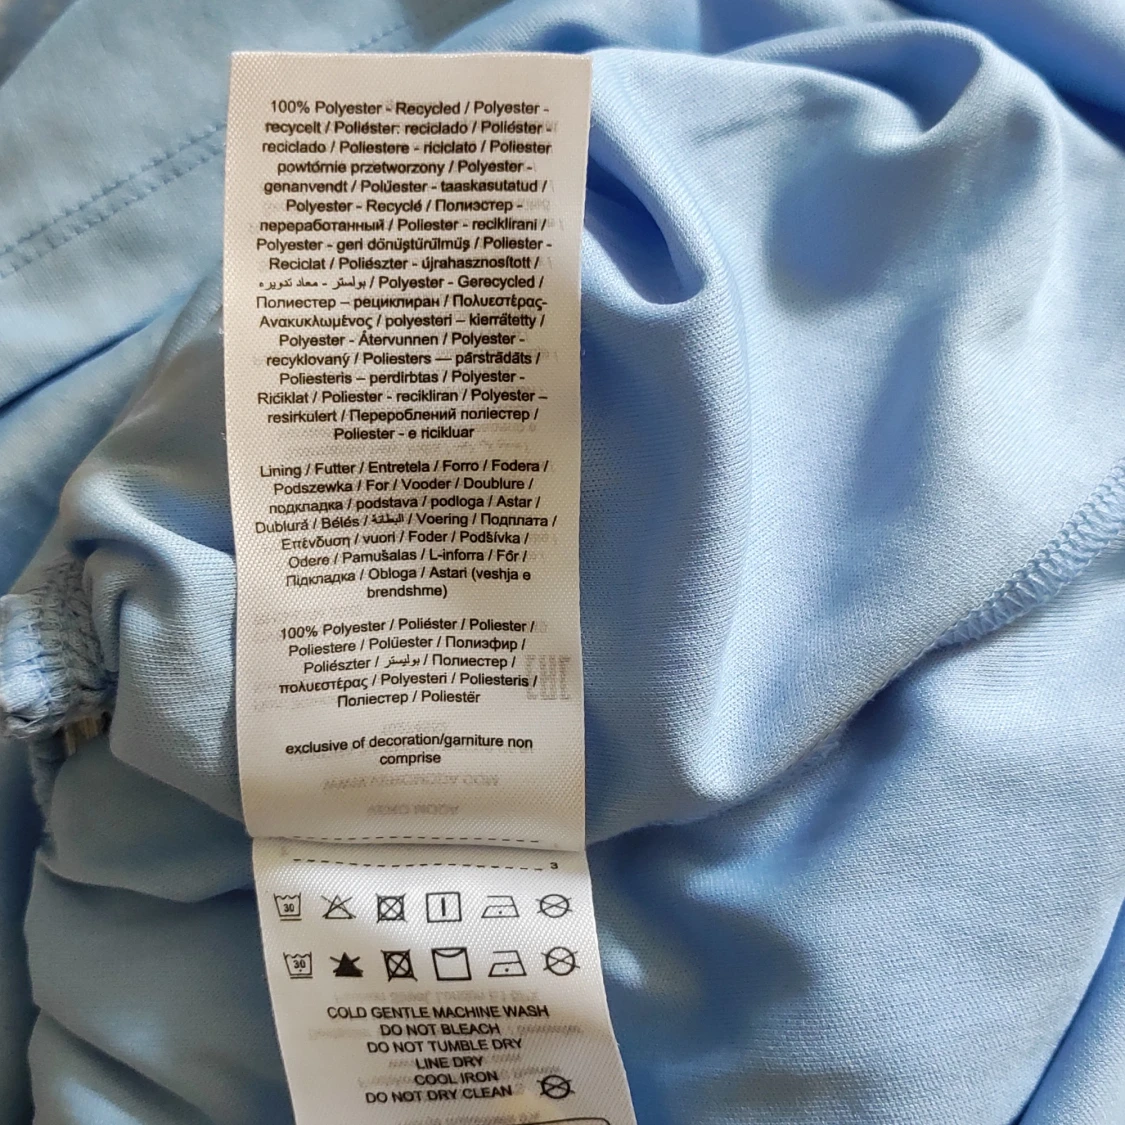 100% Polyester - Recycled / Polyester -
recycelt / Poliéster: reciclado / Poliéster -
reciclado / Poliestere - riciclato / Poliester
powtórnie przetworzony / Polyester -
genanvendt / Polüester - taaskasutatud /
Polyester - Recyclé / Полиэстер -
переработанный / Poliester - reciklirani /
Polyester - geri dönüştürülmüş / Poliester -
Reciclat / Poliészter - újrahasznosított /
بولستر - معاد تدويره / Polyester - Gerecycled /
Полиестер – рециклиран / Πολυεστέρας-
Ανακυκλωμένος / polyesteri – kierrätetty /
Polyester - Återvunnen / Polyester -
recyklovaný / Poliesters — pārstrādāts /
Poliesteris – perdirbtas / Polyester -
Riċiklat / Poliester - recikliran / Polyester –
resirkulert / Перероблений поліестер /
Poliester - e ricikluar
Lining / Futter / Entretela / Forro / Fodera /
Podszewka / For / Vooder / Doublure /
подкладка / podstava / podloga / Astar /
Dublură / Bélés / البطانة / Voering / Подплата /
Επένδυση / vuori / Foder / Podšívka /
Odere / Pamušalas / L-inforra / Fôr /
Підкладка / Obloga / Astari (veshja e
brendshme)
100% Polyester / Poliéster / Poliester /
Poliestere / Polüester / Полиэфир /
Poliészter / بوليستر / Полиестер /
πολυεστέρας / Polyesteri / Poliesteris /
Поліестер / Poliestër
exclusive of decoration/garniture non
comprise
3
30
30
COLD GENTLE MACHINE WASH
DO NOT BLEACH
DO NOT TUMBLE DRY
LINE DRY
COOL IRON
DO NOT DRY CLEAN